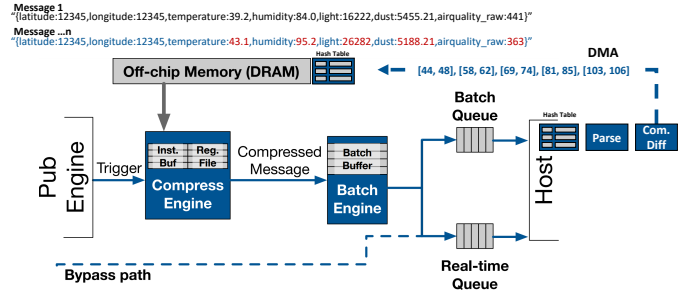 Message 1
"{latitude:12345,longitude:12345,temperature:39.2,humidity:84.0,light:16222,dust:5455.21,airquality_raw:441}"
Message ...n
"{latitude:12345,longitude:12345,temperature:43.1,humidity:95.2,light:26282,dust:5188.21,airquality_raw:363}"
DMA
Hash Table
Off-chip Memory (DRAM)
[44, 48], [58, 62], [69, 74], [81, 85], [103, 106]
Batch
Queue
Hash Table
Parse
Com.
Diff
Pub
Engine
Trigger
Inst.
Buf
Reg.
File
Compress
Engine
Compressed
Message
Batch
Buffer
Batch
Engine
Host
Bypass path
Real-time
Queue